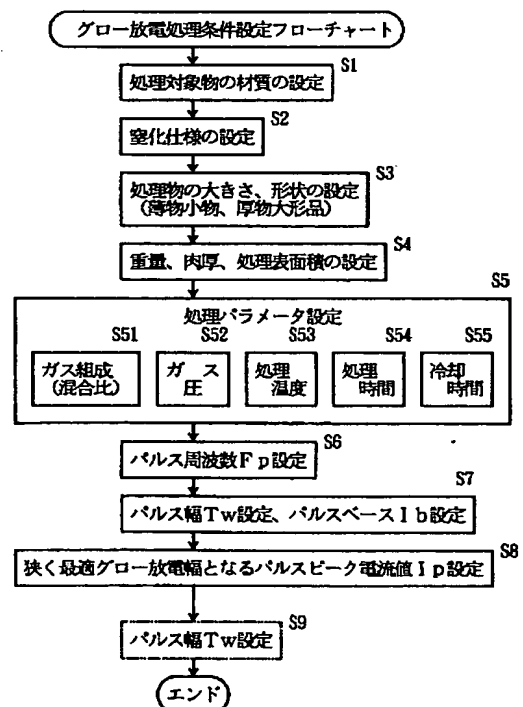 グロー放電処理条件設定フローチャート
S1
処理対象物の材質の設定
S2
窒化仕様の設定
S3
処理物の大きさ、形状の設定
(薄物小物、厚物大形品)
S4
重量、肉厚、処理表面積の設定
S5
処理パラメータ設定
S51 S52 S53 S54 S55
ガス組成 ガス 処理 処理 冷却
(混合比) 圧 温度 時間 時間
S6
パルス周波数Fp設定
S7
パルス幅Tw設定、パルスベースIb設定
S8
狭く最適グロー放電幅となるパルスピーク電流値Ip設定
S9
パルス幅Tw設定
エンド